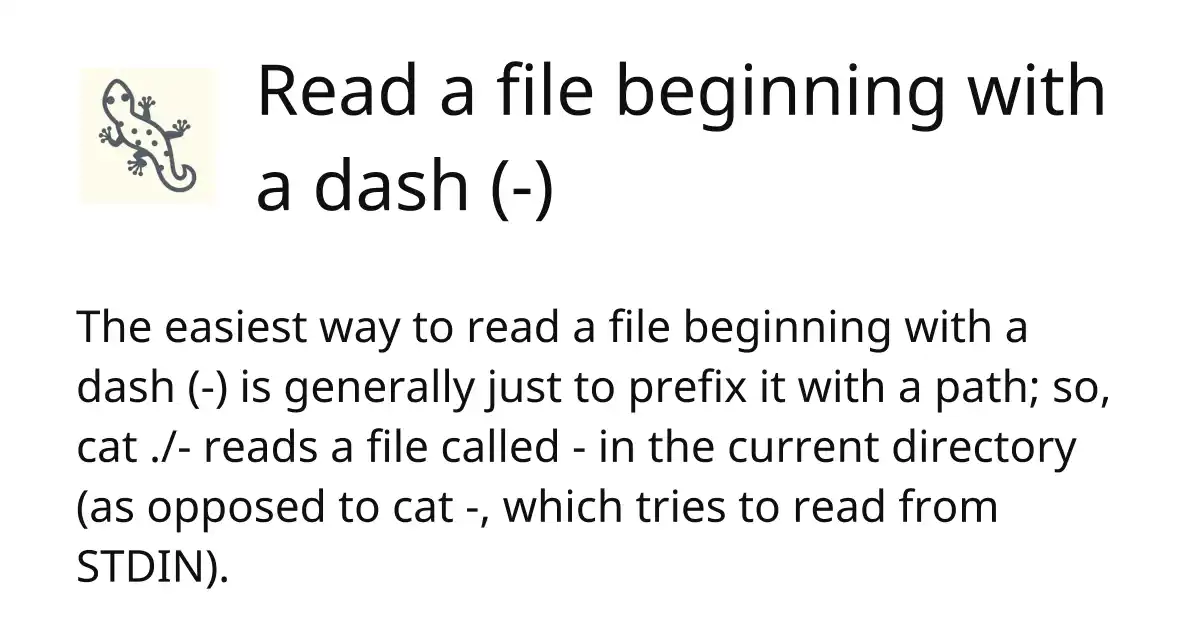 Read a file beginning with
a dash (-)
The easiest way to read a file beginning with a
dash (-) is generally just to prefix it with a path; so,
cat ./- reads a file called - in the current directory
(as opposed to cat -, which tries to read from
STDIN).